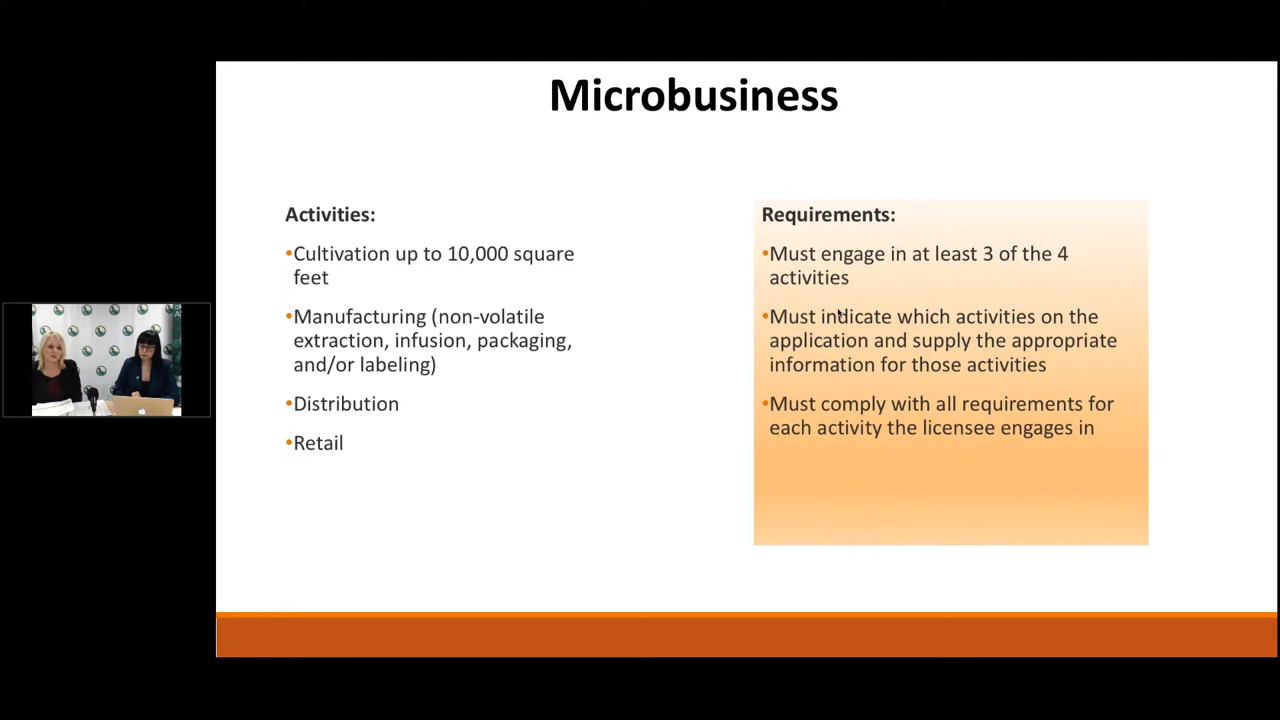 Microbusiness
Activities:
•Cultivation up to 10,000 square
feet
•Manufacturing (non-volatile
extraction, infusion, packaging,
and/or labeling)
•Distribution
•Retail
Requirements:
•Must engage in at least 3 of the 4
activities
•Must indicate which activities on the
application and supply the appropriate
information for those activities
•Must comply with all requirements for
each activity the licensee engages in